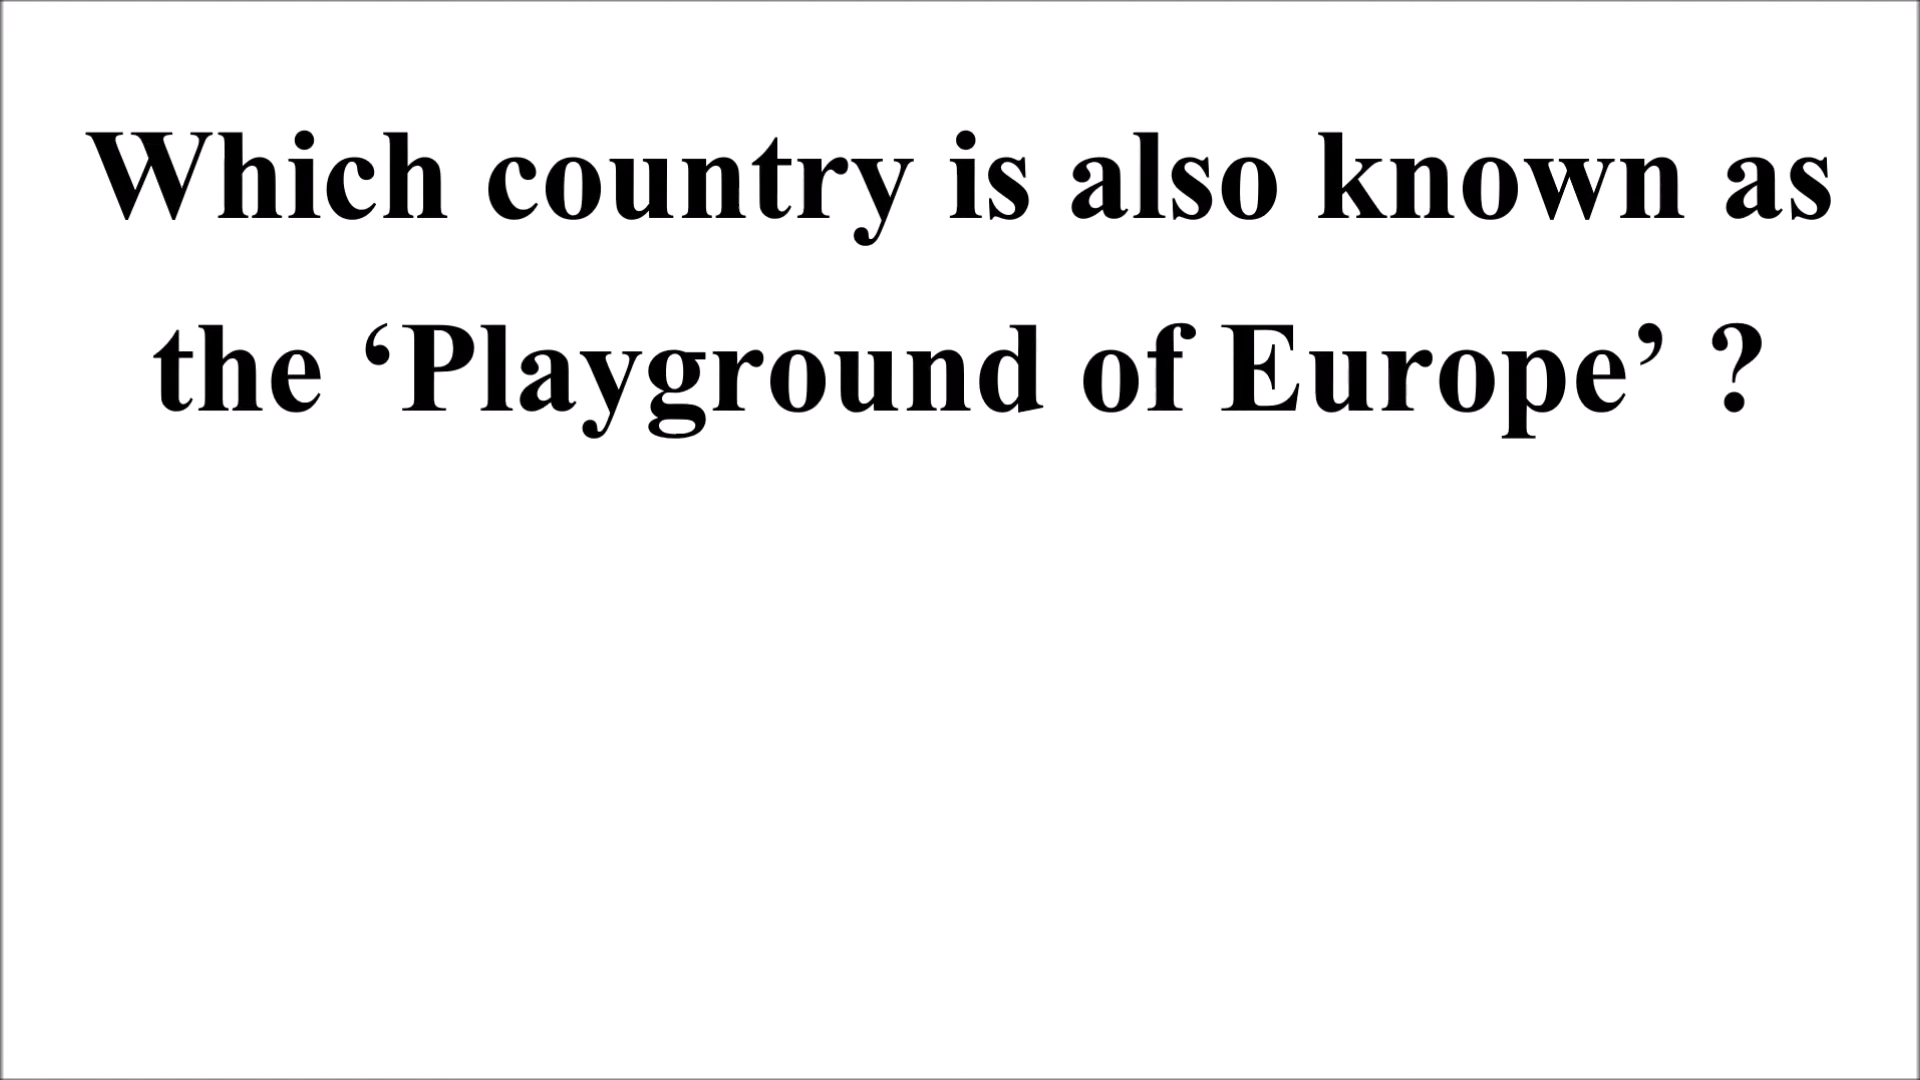 Which country is also known as
the ‘Playground of Europe’ ?